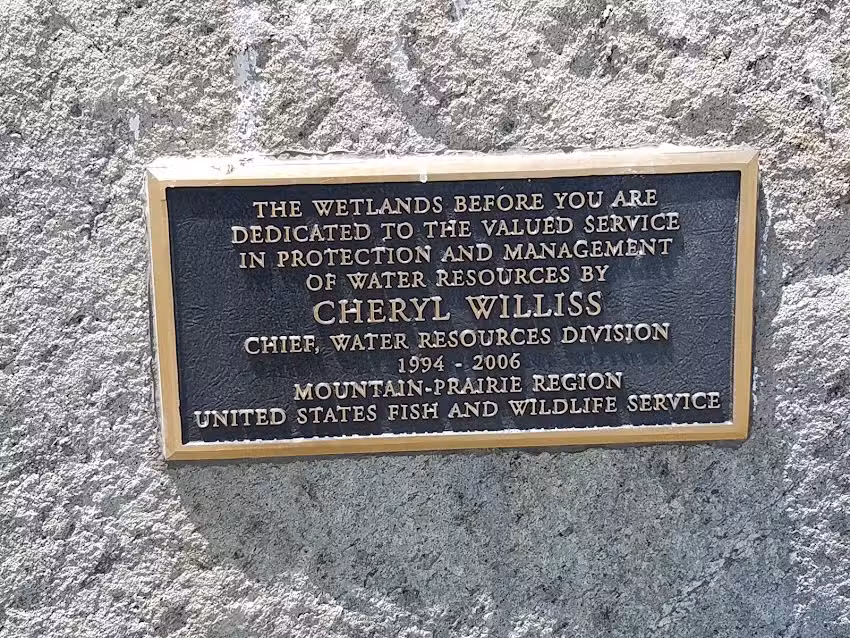 THE WETLANDS BEFORE YOU ARE
DEDICATED TO THE VALUED SERVICE
IN PROTECTION AND MANAGEMENT
OF WATER RESOURCES BY
CHERYL WILLISS
CHIEF, WATER RESOURCES DIVISION
1994 - 2006
MOUNTAIN-PRAIRIE REGION
UNITED STATES FISH AND WILDLIFE SERVICE